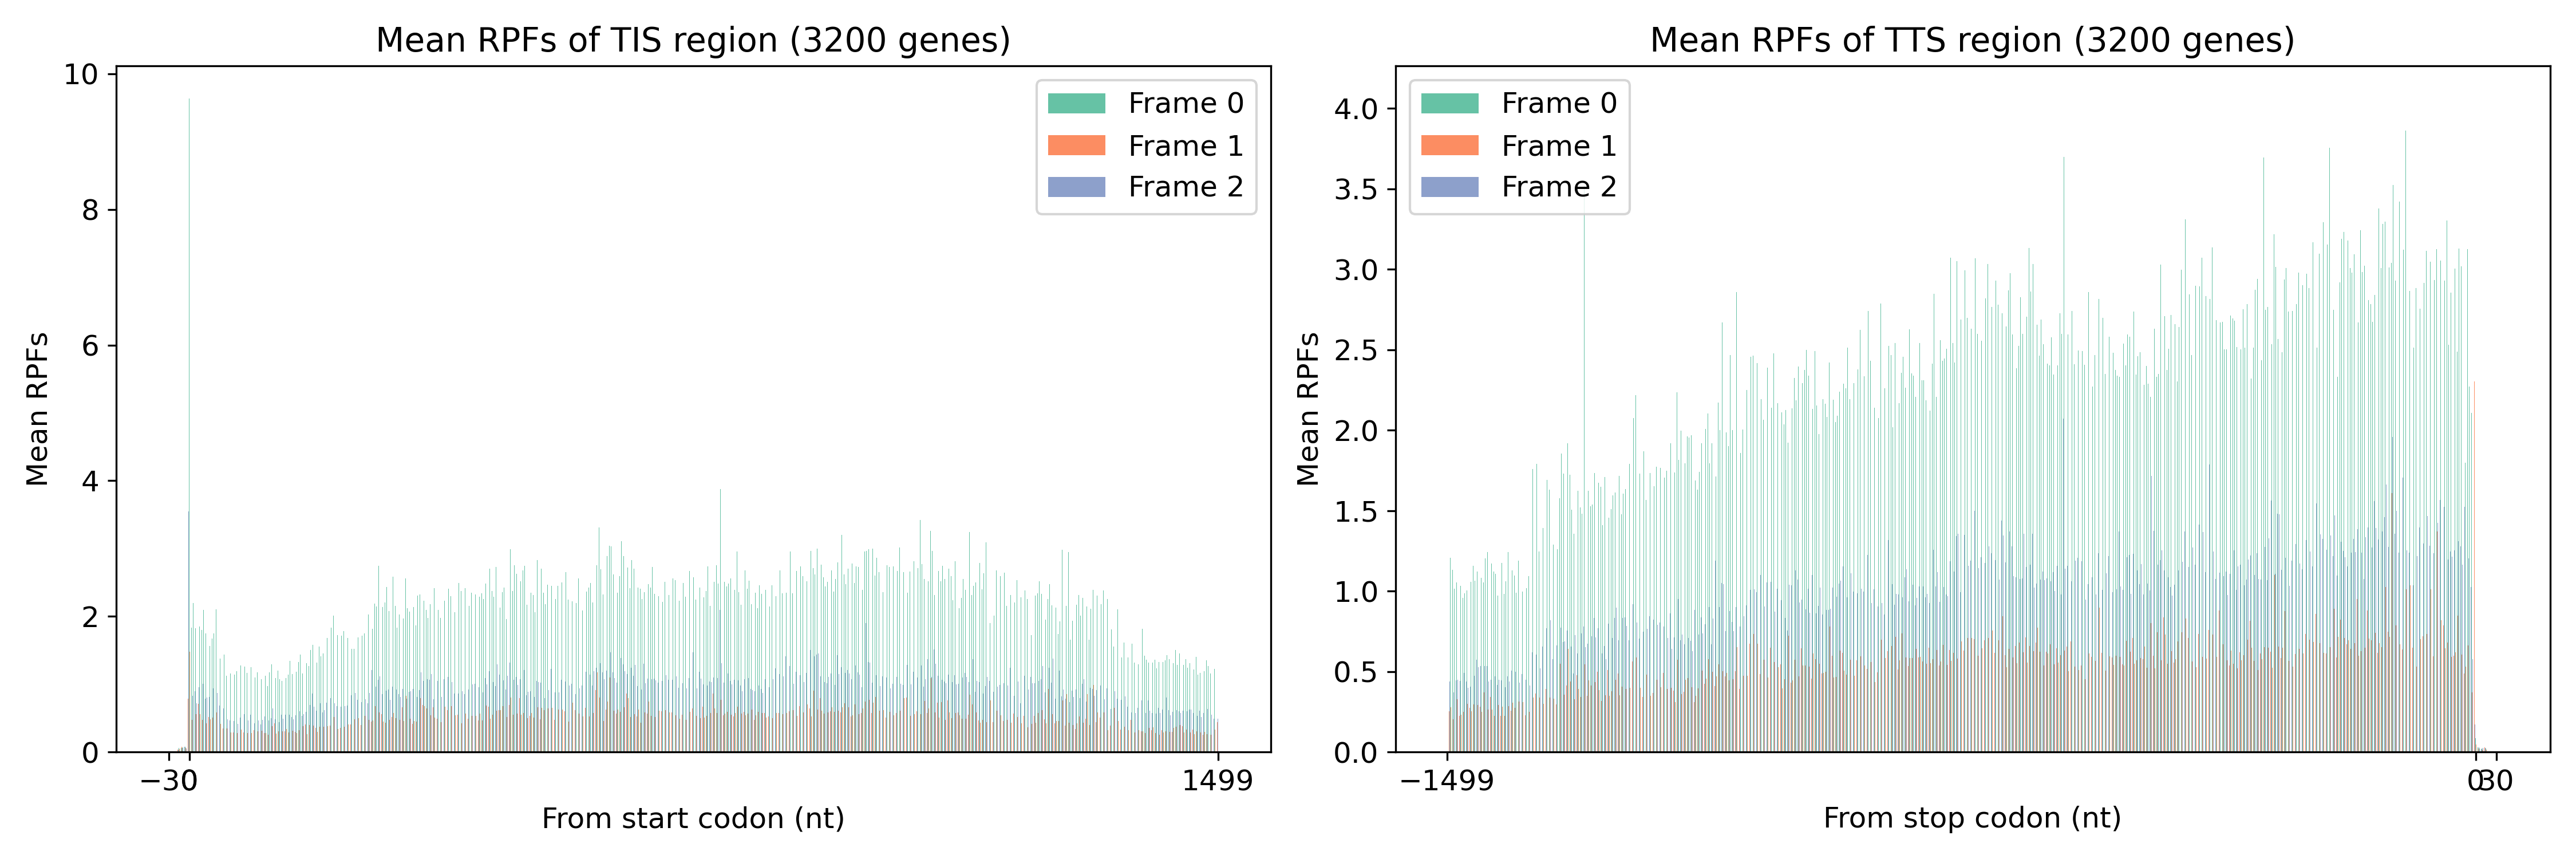 Mean RPFs of TIS region (3200 genes)
10
8
6
4
2
0
Mean RPFs
Frame 0
Frame 1
Frame 2
−30
1499
From start codon (nt)
Mean RPFs of TTS region (3200 genes)
4.0
3.5
3.0
2.5
2.0
1.5
1.0
0.5
0.0
Mean RPFs
Frame 0
Frame 1
Frame 2
−1499
0
30
From stop codon (nt)